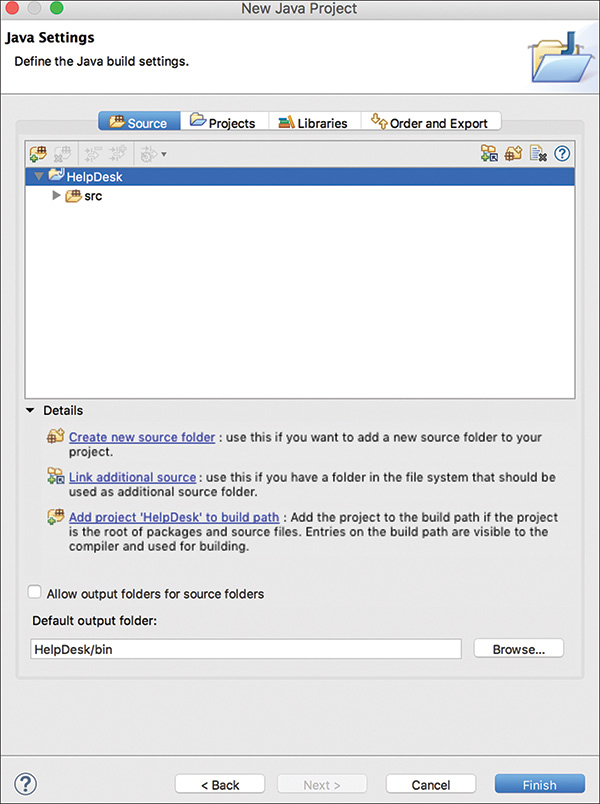 New Java Project
Java Settings
Define the Java build settings.
Source Projects Libraries Order and Export
HelpDesk
src
Details
Create new source folder : use this if you want to add a new source folder to your
project.
Link additional source : use this if you have a folder in the file system that should be
used as additional source folder.
Add project 'HelpDesk' to build path : Add the project to the build path if the project
is the root of packages and source files. Entries on the build path are visible to the
compiler and used for building.
Allow output folders for source folders
Default output folder:
HelpDesk/bin
Browse...
< Back Next > Cancel Finish